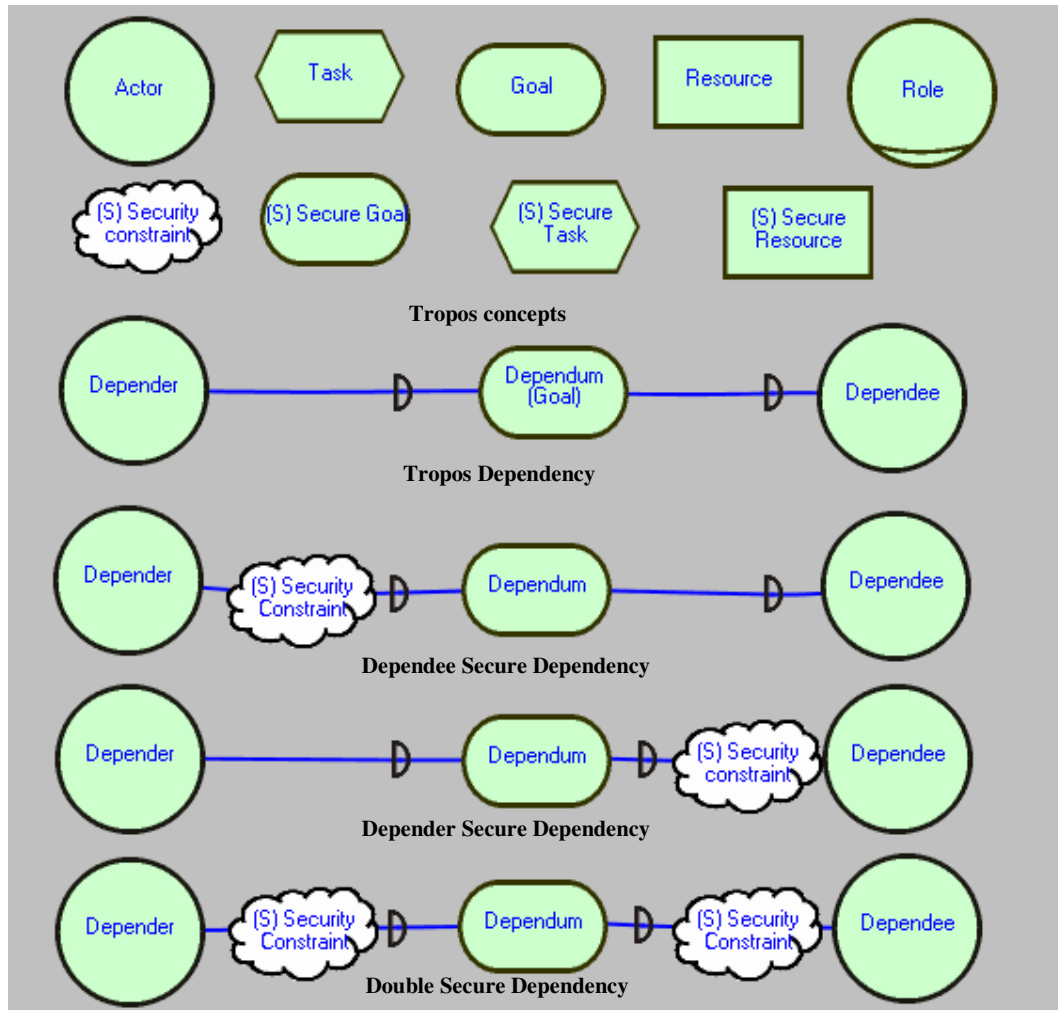 Actor
Task
Goal
Resource
Role
(S) Security
constraint
(S) Secure Goal
(S) Secure
Task
(S) Secure
Resource
Tropos concepts
Depender
Dependum
(Goal)
Dependee
Tropos Dependency
Depender
(S) Security
Constraint
Dependum
Dependee
Dependee Secure Dependency
Depender
Dependum
(S) Security
constraint
Dependee
Depender Secure Dependency
Depender
(S) Security
Constraint
Dependum
(S) Security
Constraint
Dependee
Double Secure Dependency